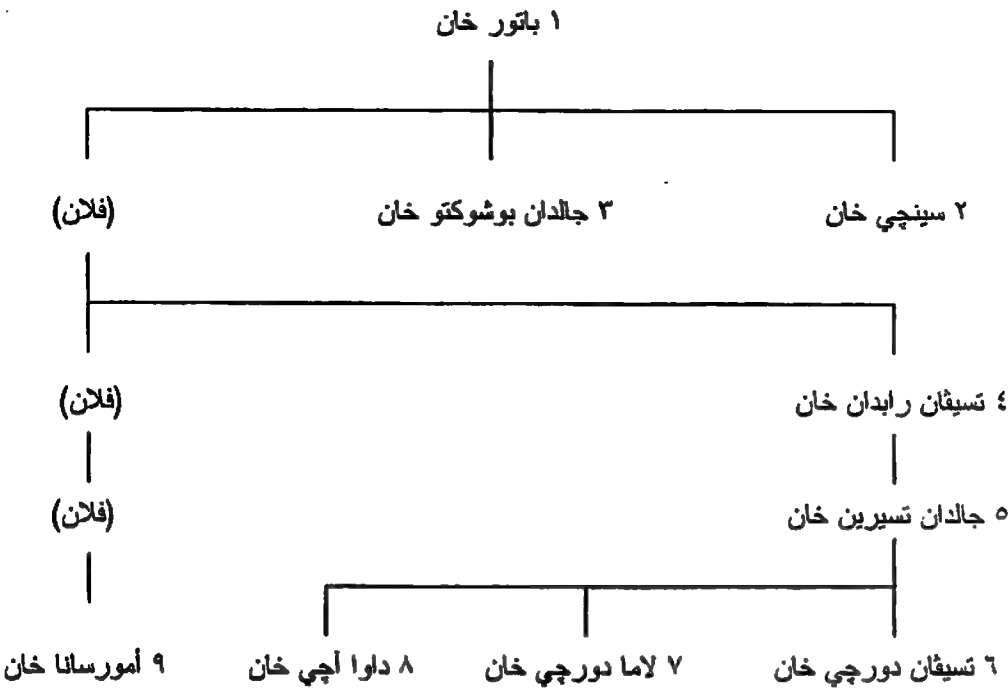 ١ باتور خان
٢ سينچي خان ٣ جالدان بوشوكتو خان (فلان)
٤ تسيڤان رابدان خان (فلان)
٥ جالدان تسيرين خان (فلان)
٦ تسيڤان دورچي خان ٧ لاما دورچي خان ٨ داوا آچي خان ٩ أمورسانا خان